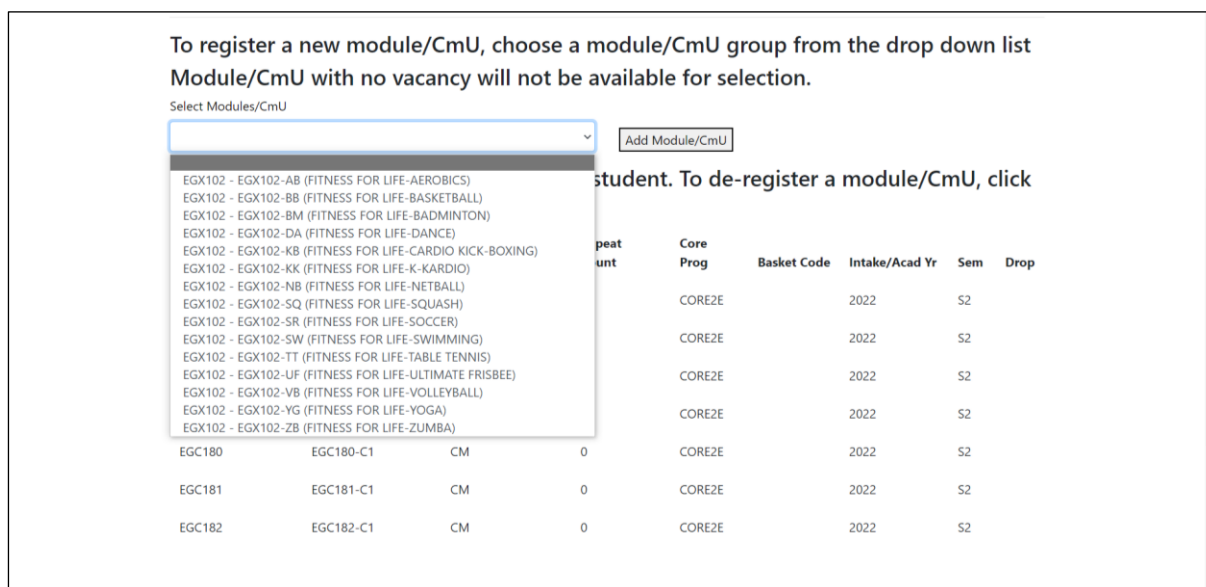 To register a new module/CmU, choose a module/CmU group from the drop down list
Module/CmU with no vacancy will not be available for selection.
Select Modules/CmU
Add Module/CmU
EGX102 - EGX102-AB (FITNESS FOR LIFE-AEROBICS)
EGX102 - EGX102-BB (FITNESS FOR LIFE-BASKETBALL)
EGX102 - EGX102-BM (FITNESS FOR LIFE-BADMINTON)
EGX102 - EGX102-DA (FITNESS FOR LIFE-DANCE)
EGX102 - EGX102-KB (FITNESS FOR LIFE-CARDIO KICK-BOXING)
EGX102 - EGX102-KK (FITNESS FOR LIFE-K-KARDIO)
EGX102 - EGX102-NB (FITNESS FOR LIFE-NETBALL)
EGX102 - EGX102-SQ (FITNESS FOR LIFE-SQUASH)
EGX102 - EGX102-SR (FITNESS FOR LIFE-SOCCER)
EGX102 - EGX102-SW (FITNESS FOR LIFE-SWIMMING)
EGX102 - EGX102-TT (FITNESS FOR LIFE-TABLE TENNIS)
EGX102 - EGX102-UF (FITNESS FOR LIFE-ULTIMATE FRISBEE)
EGX102 - EGX102-VB (FITNESS FOR LIFE-VOLLEYBALL)
EGX102 - EGX102-YG (FITNESS FOR LIFE-YOGA)
EGX102 - EGX102-ZB (FITNESS FOR LIFE-ZUMBA)
student. To de-register a module/CmU, click
peat Core
unt Prog Basket Code Intake/Acad Yr Sem Drop
CORE2E 2022 S2
CORE2E 2022 S2
CORE2E 2022 S2
CORE2E 2022 S2
EGC180 EGC180-C1 CM 0 CORE2E 2022 S2
EGC181 EGC181-C1 CM 0 CORE2E 2022 S2
EGC182 EGC182-C1 CM 0 CORE2E 2022 S2